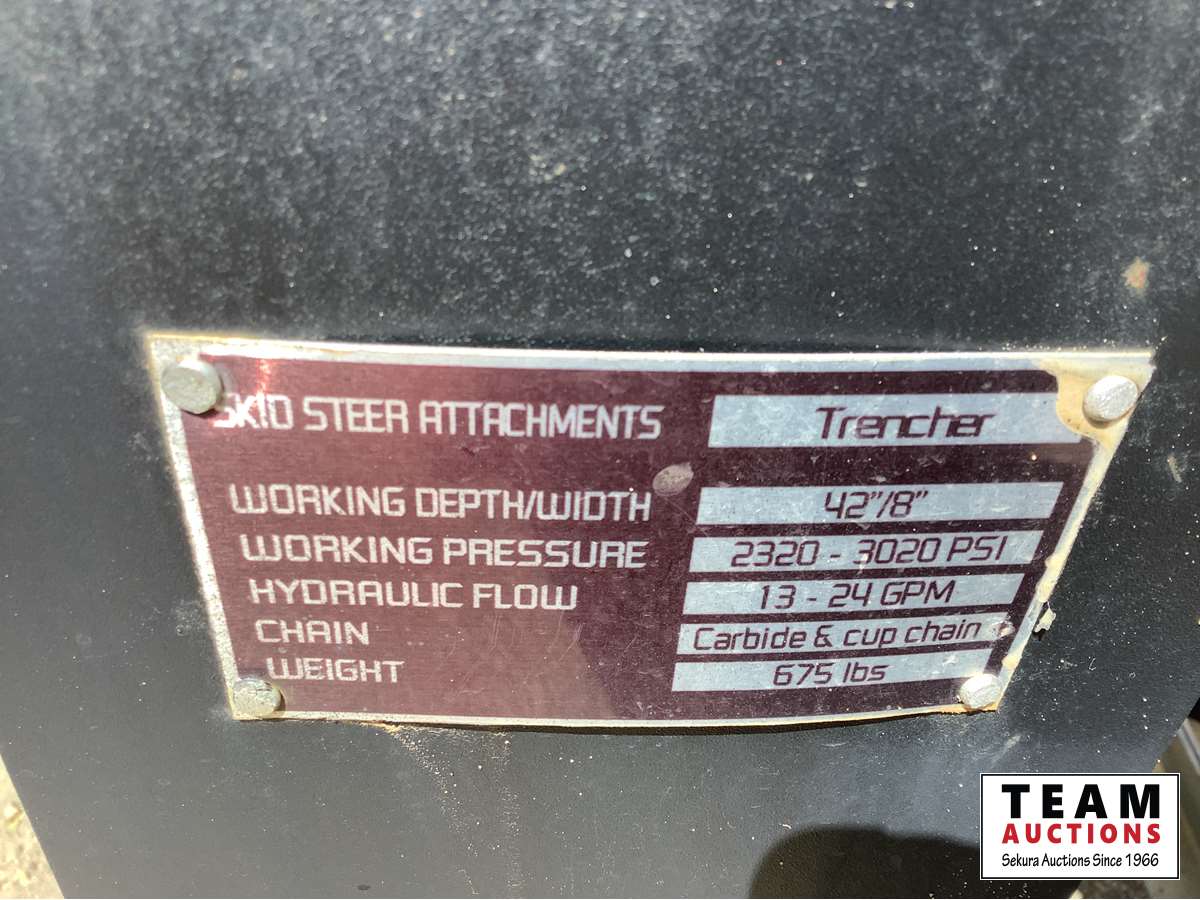 SKID STEER ATTACHMENTS Trencher
WORKING DEPTH/WIDTH 42"/8"
WORKING PRESSURE 2320 - 3020 PSI
HYDRAULIC FLOW 13 - 24 GPM
CHAIN Carbide & cup chain
WEIGHT 675 lbs
TEAM
AUCTIONS
Sekura Auctions Since 1966